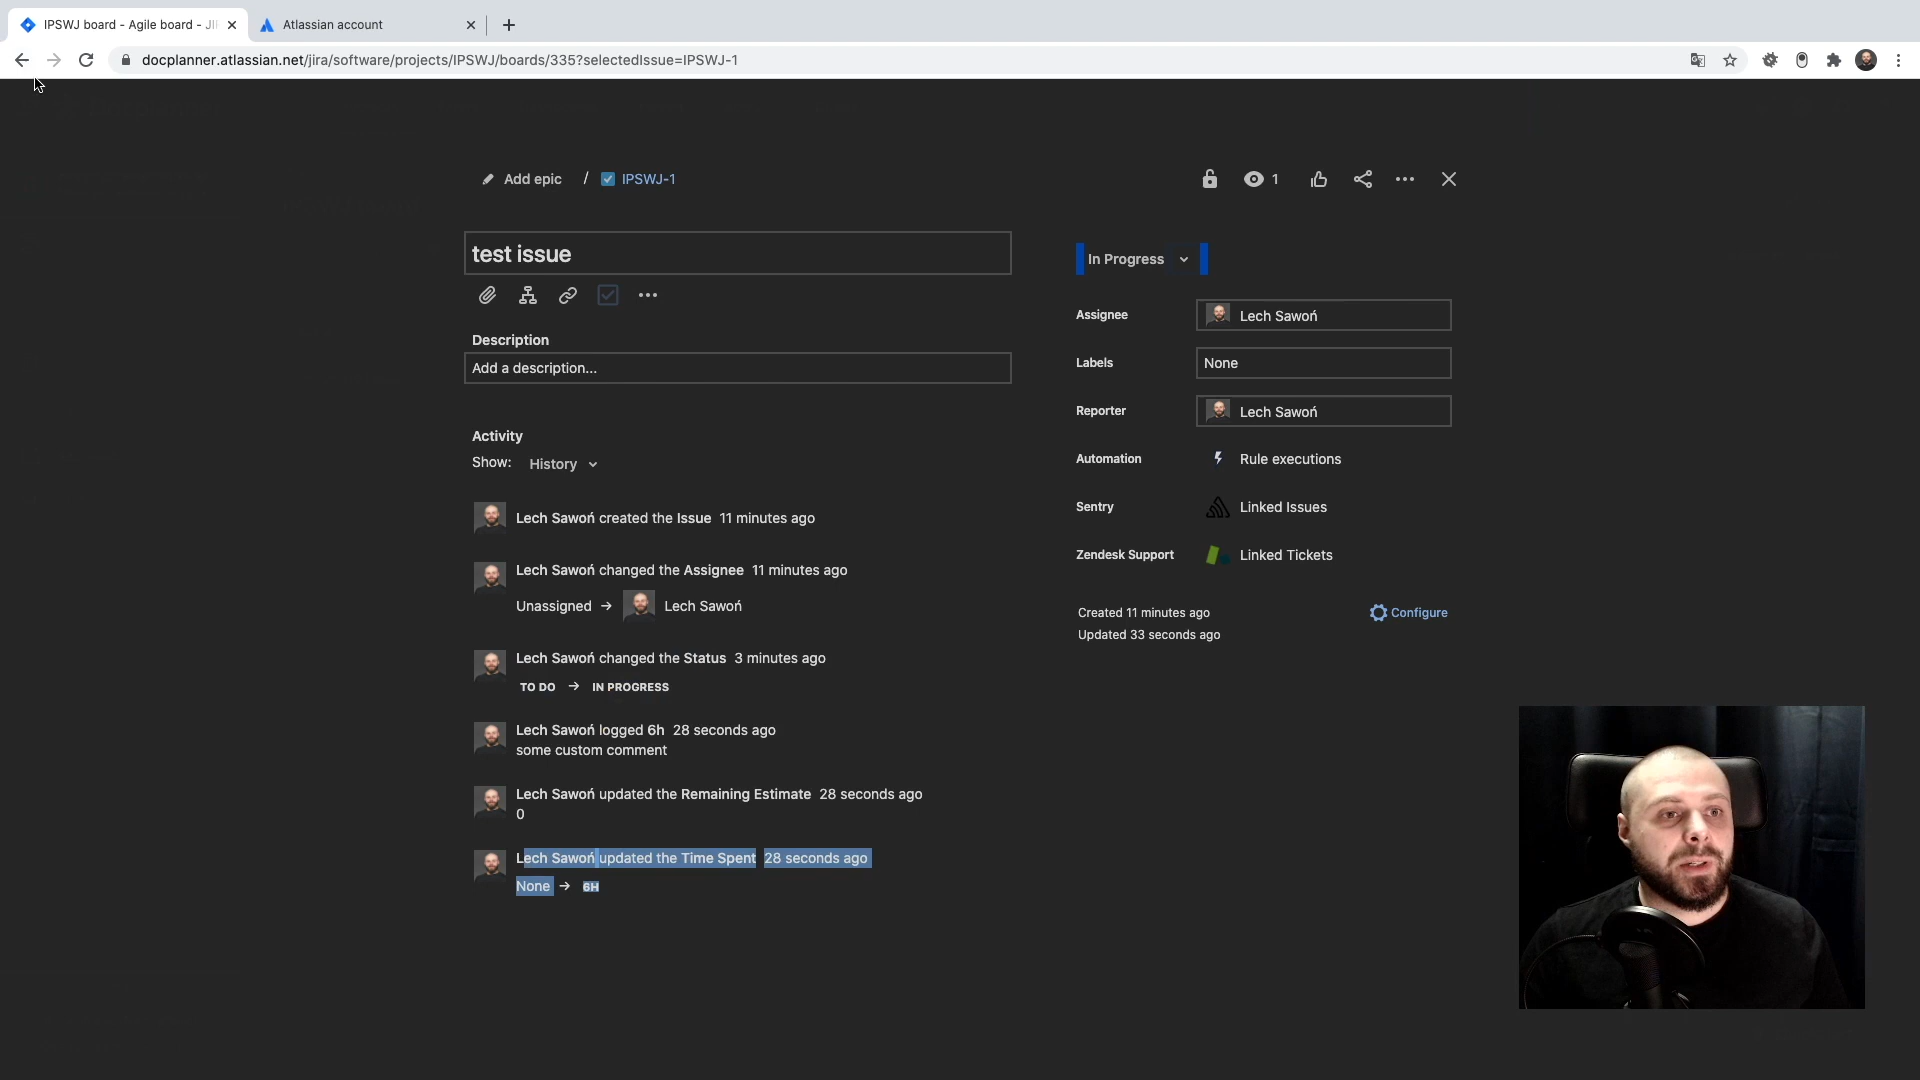 IPSWJ board - Agile board - JI
Atlassian account
docplanner.atlassian.net/jira/software/projects/IPSWJ/boards/335?selectedIssue=IPSWJ-1
Add epic / IPSWJ-1
1
test issue
In Progress
Assignee
Lech Sawoń
Description
Add a description...
Labels
None
Reporter
Lech Sawoń
Activity
Show: History
Automation
Rule executions
Sentry
Linked Issues
Zendesk Support
Linked Tickets
Created 11 minutes ago
Configure
Updated 33 seconds ago
Lech Sawoń created the Issue 11 minutes ago
Lech Sawoń changed the Assignee 11 minutes ago
Unassigned → Lech Sawoń
Lech Sawoń changed the Status 3 minutes ago
TO DO → IN PROGRESS
Lech Sawoń logged 6h 28 seconds ago
some custom comment
Lech Sawoń updated the Remaining Estimate 28 seconds ago
0
Lech Sawoń updated the Time Spent 28 seconds ago
None → 6H